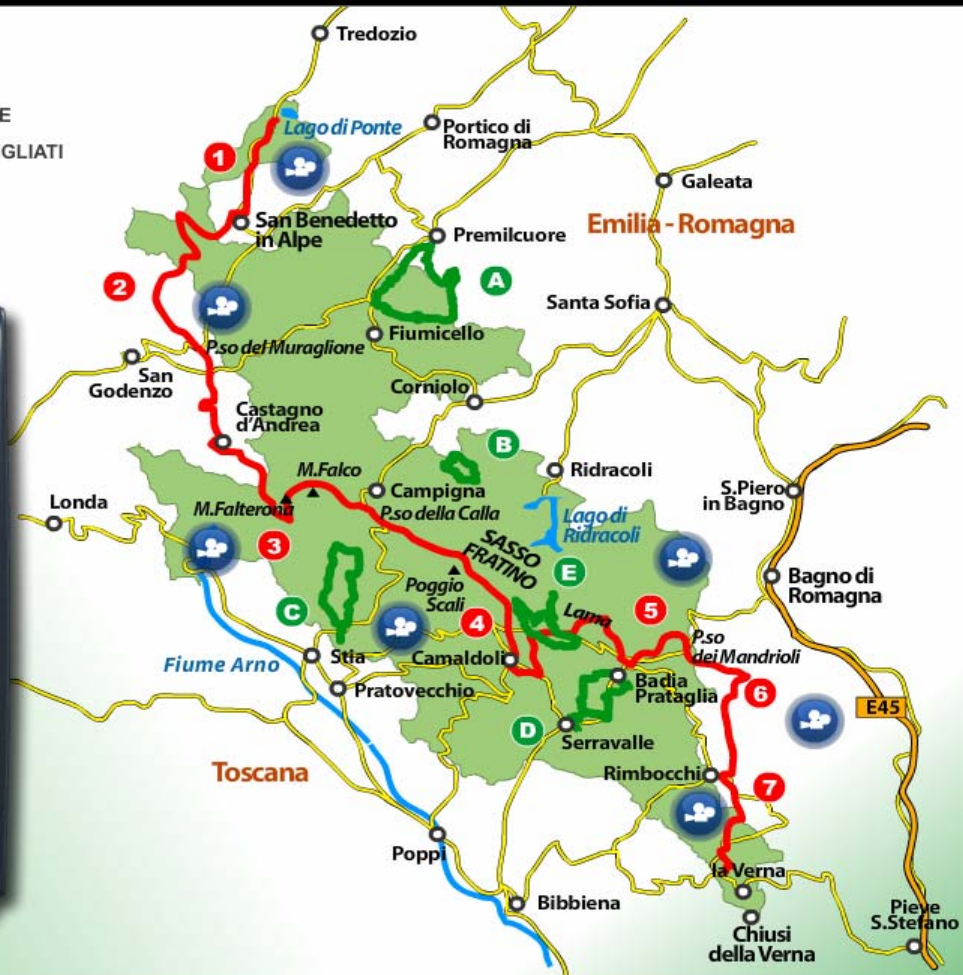 Tredozio
E
GLIATI
Lago di Ponte
Portico di
Romagna
1
Galeata
San Benedetto
in Alpe
Premilcuore
Emilia - Romagna
A
2
Santa Sofia
P.so del Muraglione
Fiumicello
San
Godenzo
Corniolo
Castagno
d'Andrea
B
M.Falco
Ridracoli
Campigna
S.Piero
in Bagno
Londa
M.Falterona
P.so della Calla
Lago di
Ridracoli
3
SASSO
FRATINO
E
Bagno di
Romagna
Poggio
Scali
C
4
Lama
5
P.so
dei Mandrioli
Fiume Arno
Stia
Camaldoli
Pratovecchio
Badia
Prataglia
6
E45
D
Serravalle
Toscana
Rimbocchi
7
Poppi
la Verna
Bibbiena
Pieve
S.Stefano
Chiusi
della Verna